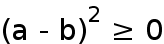 (a - b)² ≥ 0